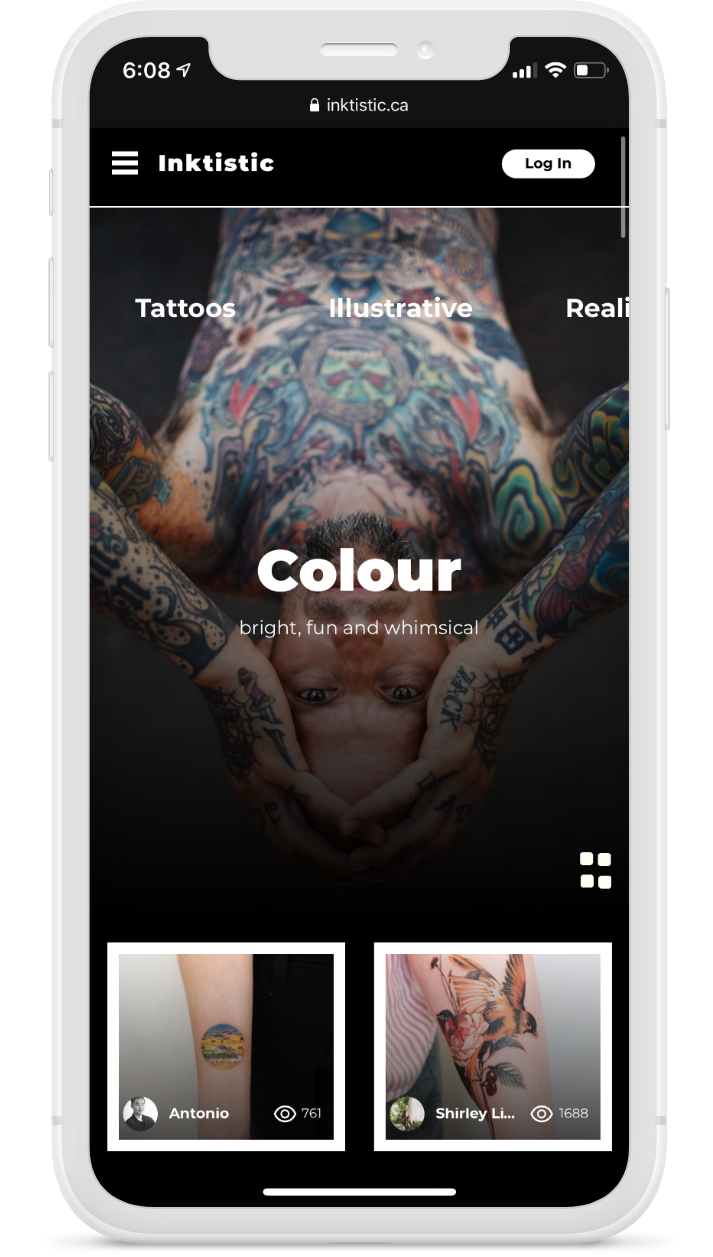 6:08
inktistic.ca
Inktistic
Log In
Tattoos Illustrative Reali
Colour
bright, fun and whimsical
Antonio 761
Shirley Li... 1688